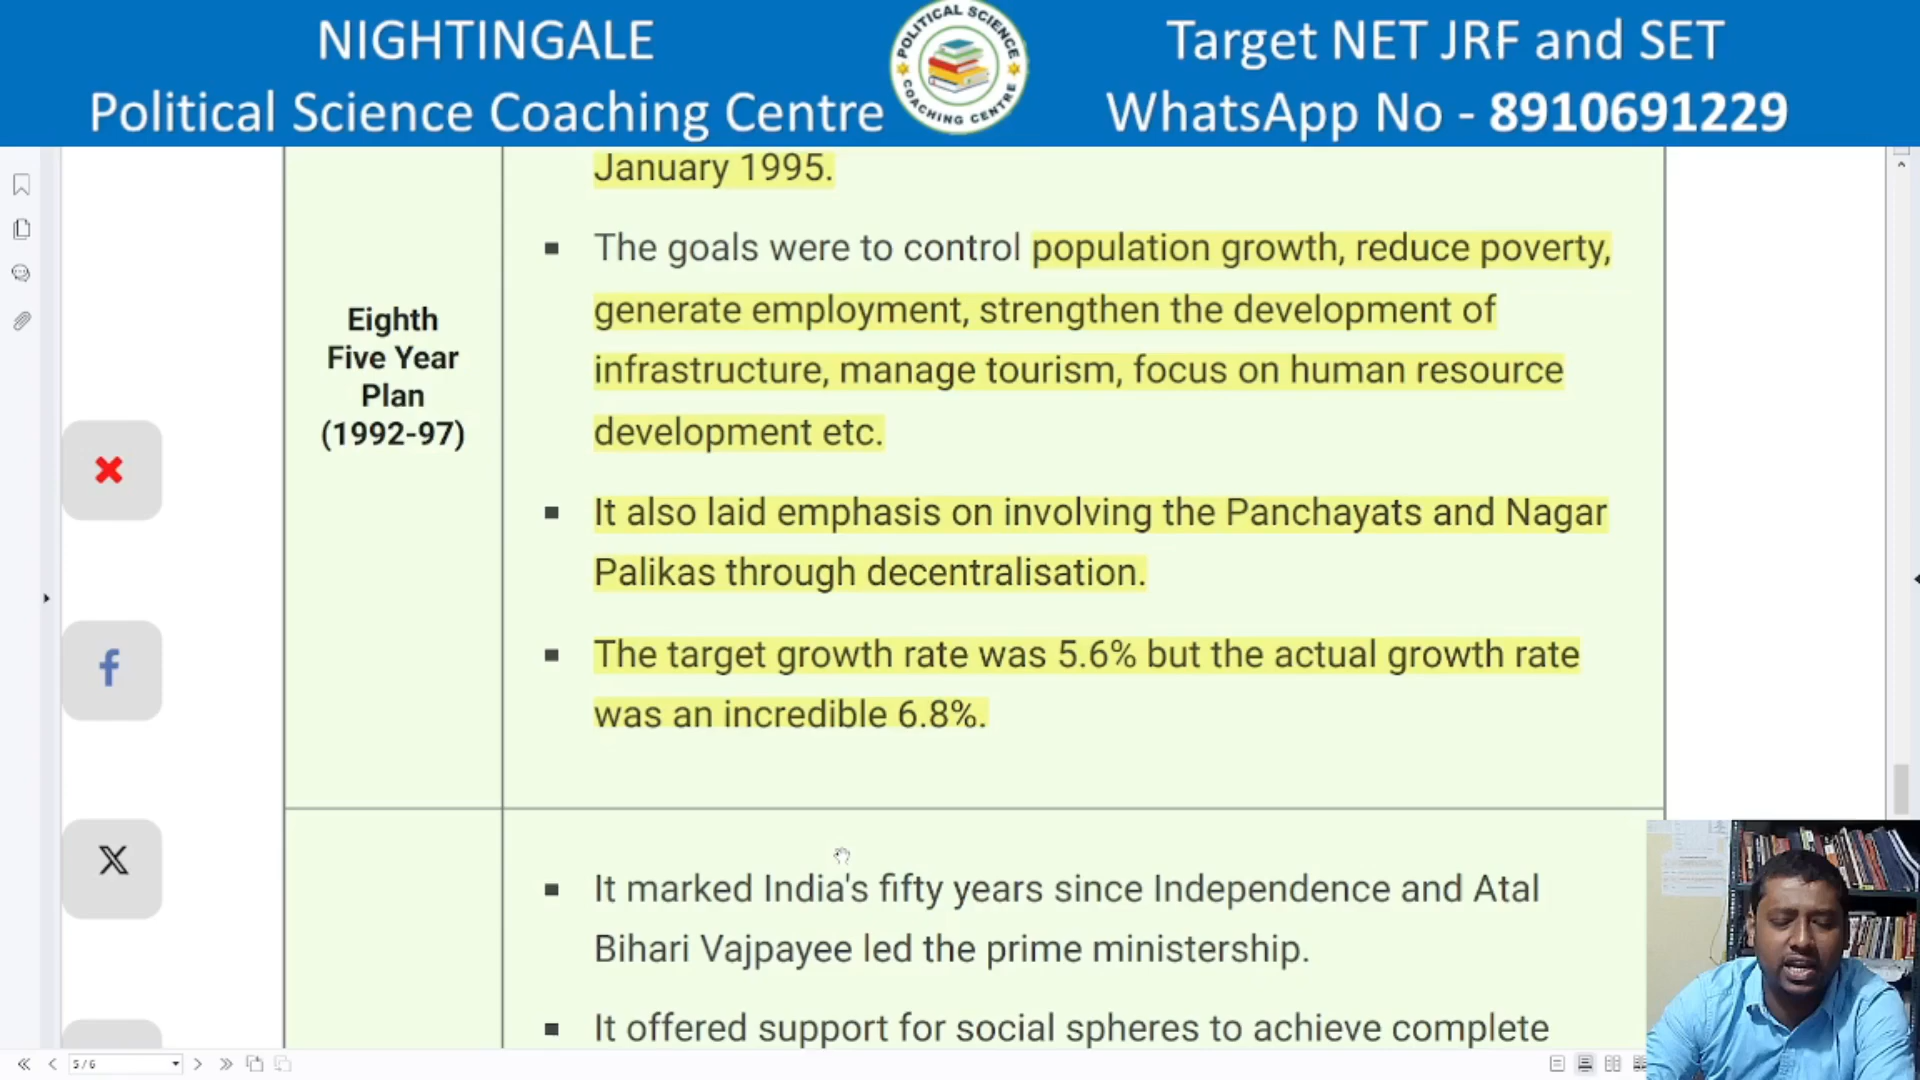 NIGHTINGALE
Political Science Coaching Centre
POLITICAL SCIENCE
COACHING CENTRE
Target NET JRF and SET
WhatsApp No - 8910691229
January 1995.
The goals were to control population growth, reduce poverty,
generate employment, strengthen the development of
infrastructure, manage tourism, focus on human resource
development etc.
Eighth
Five Year
Plan
(1992-97)
It also laid emphasis on involving the Panchayats and Nagar
Palikas through decentralisation.
The target growth rate was 5.6% but the actual growth rate
was an incredible 6.8%.
It marked India's fifty years since Independence and Atal
Bihari Vajpayee led the prime ministership.
It offered support for social spheres to achieve complete
5/6